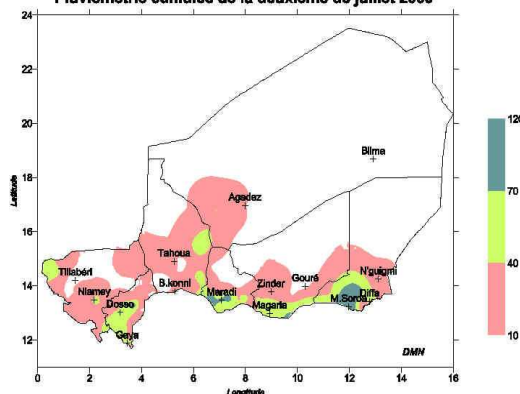 Pluviométrie cumulée de la deuxième de juillet
24
22
20
18
16
14
12
Latitude
0 2 4 6 8 10 12 14 16
Longitude
Bilma
Agadez
Tahoua
Tillabéri
N'guigmi
B.konni
Zinder
Gouré
Niamey
Maradi
Diffa
Dosso
Magaria
M.Soroa
Gaya
DMN
120
70
40
10